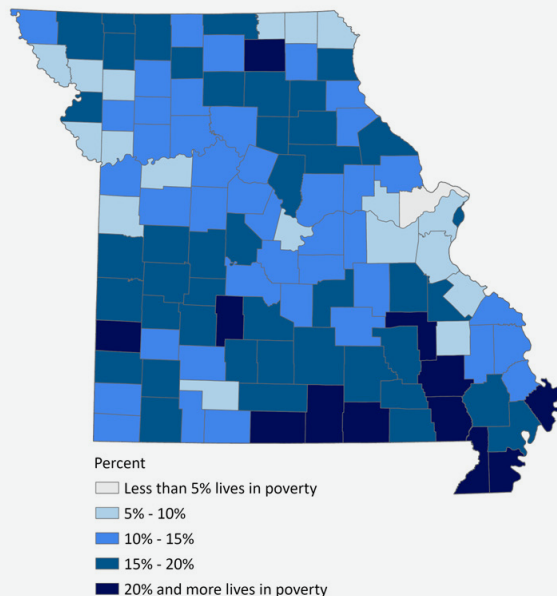 Percent
Less than 5% lives in poverty
5% - 10%
10% - 15%
15% - 20%
20% and more lives in poverty